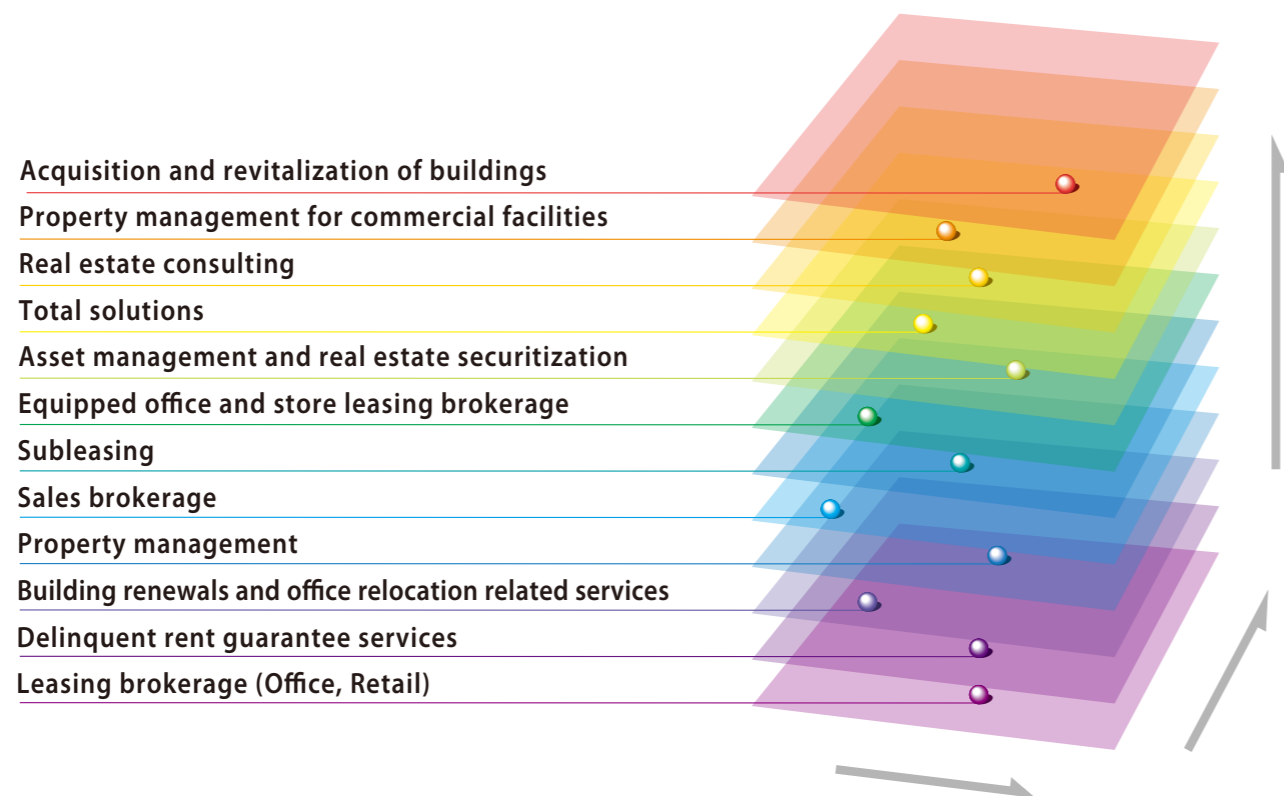 Acquisition and revitalization of buildings
Property management for commercial facilities
Real estate consulting
Total solutions
Asset management and real estate securitization
Equipped office and store leasing brokerage
Subleasing
Sales brokerage
Property management
Building renewals and office relocation related services
Delinquent rent guarantee services
Leasing brokerage (Office, Retail)